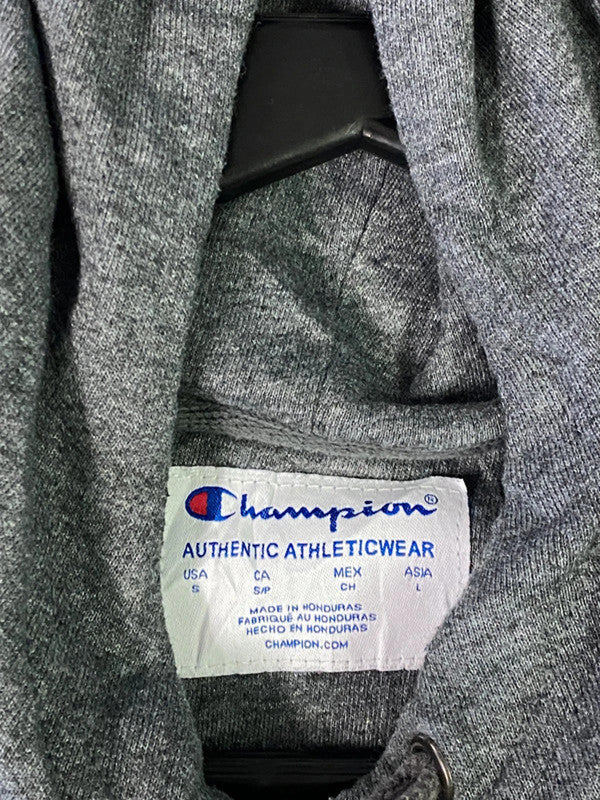 Champion®
AUTHENTIC ATHLETICWEAR
USA CA MEX ASIA
S S/P CH L
MADE IN HONDURAS
FABRIQUÉ AU HONDURAS
HECHO EN HONDURAS
CHAMPION.COM